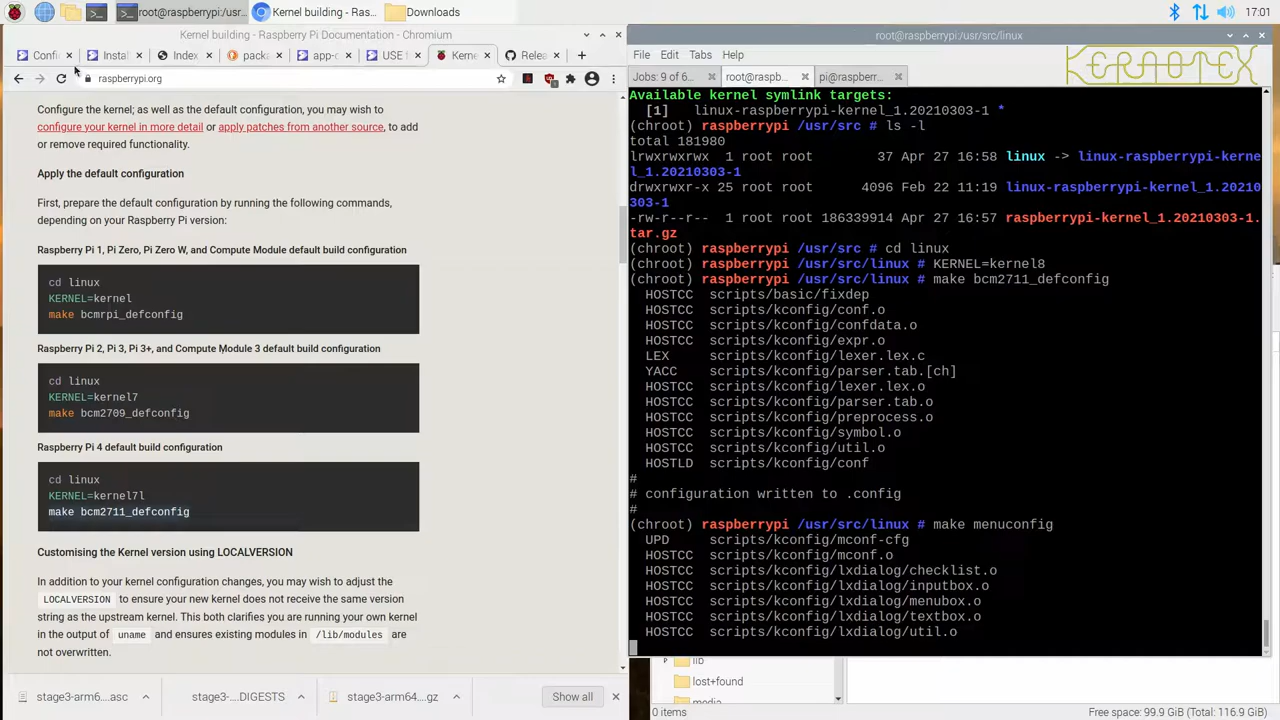 root@raspberrypi:/usr/src...
Kernel building - Ras...
Downloads
17:01
Kernel building - Raspberry Pi Documentation - Chromium
Confi
Instal
Index
packa
app-c
USE f
Kerne
Relea
raspberrypi.org
Configure the kernel; as well as the default configuration, you may wish to
configure your kernel in more detail or apply patches from another source, to add
or remove required functionality.
Apply the default configuration
First, prepare the default configuration by running the following commands,
depending on your Raspberry Pi version:
Raspberry Pi 1, Pi Zero, Pi Zero W, and Compute Module default build configuration
cd linux
KERNEL=kernel
make bcmrpi_defconfig
Raspberry Pi 2, Pi 3, Pi 3+, and Compute Module 3 default build configuration
cd linux
KERNEL=kernel7
make bcm2709_defconfig
Raspberry Pi 4 default build configuration
cd linux
KERNEL=kernel7l
make bcm2711_defconfig
Customising the Kernel version using LOCALVERSION
In addition to your kernel configuration changes, you may wish to adjust the
LOCALVERSION to ensure your new kernel does not receive the same version
string as the upstream kernel. This both clarifies you are running your own kernel
in the output of uname and ensures existing modules in /lib/modules are
not overwritten.
stage3-arm6....asc
stage3-....DIGESTS
stage3-arm64....gz
Show all
root@raspberrypi:/usr/src/linux
File Edit Tabs Help
KERAOTEX
Jobs: 9 of 6...
root@raspb...
pi@raspberr...
Available kernel symlink targets:
[1] linux-raspberrypi-kernel_1.20210303-1 *
(chroot) raspberrypi /usr/src # ls -l
total 181980
lrwxrwxrwx 1 root root 37 Apr 27 16:58 linux -> linux-raspberrypi-kerne
l_1.20210303-1
drwxrwxr-x 25 root root 4096 Feb 22 11:19 linux-raspberrypi-kernel_1.20210
303-1
-rw-r--r-- 1 root root 186339914 Apr 27 16:57 raspberrypi-kernel_1.20210303-1.
tar.gz
(chroot) raspberrypi /usr/src # cd linux
(chroot) raspberrypi /usr/src/linux # KERNEL=kernel8
(chroot) raspberrypi /usr/src/linux # make bcm2711_defconfig
HOSTCC scripts/basic/fixdep
HOSTCC scripts/kconfig/conf.o
HOSTCC scripts/kconfig/confdata.o
HOSTCC scripts/kconfig/expr.o
LEX scripts/kconfig/lexer.lex.c
YACC scripts/kconfig/parser.tab.[ch]
HOSTCC scripts/kconfig/lexer.lex.o
HOSTCC scripts/kconfig/parser.tab.o
HOSTCC scripts/kconfig/preprocess.o
HOSTCC scripts/kconfig/symbol.o
HOSTCC scripts/kconfig/util.o
HOSTLD scripts/kconfig/conf
#
# configuration written to .config
#
(chroot) raspberrypi /usr/src/linux # make menuconfig
UPD scripts/kconfig/mconf-cfg
HOSTCC scripts/kconfig/mconf.o
HOSTCC scripts/kconfig/lxdialog/checklist.o
HOSTCC scripts/kconfig/lxdialog/inputbox.o
HOSTCC scripts/kconfig/lxdialog/menubox.o
HOSTCC scripts/kconfig/lxdialog/textbox.o
HOSTCC scripts/kconfig/lxdialog/util.o
lib
lost+found
media
0 items
Free space: 99.9 GiB (Total: 116.9 GiB)